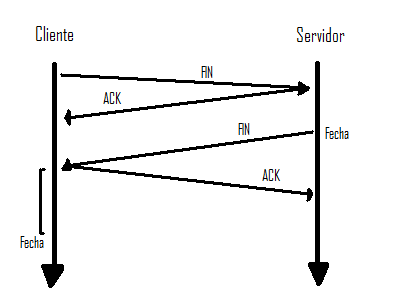 Cliente
Servidor
FIN
ACK
FIN
Fecha
ACK
Fecha